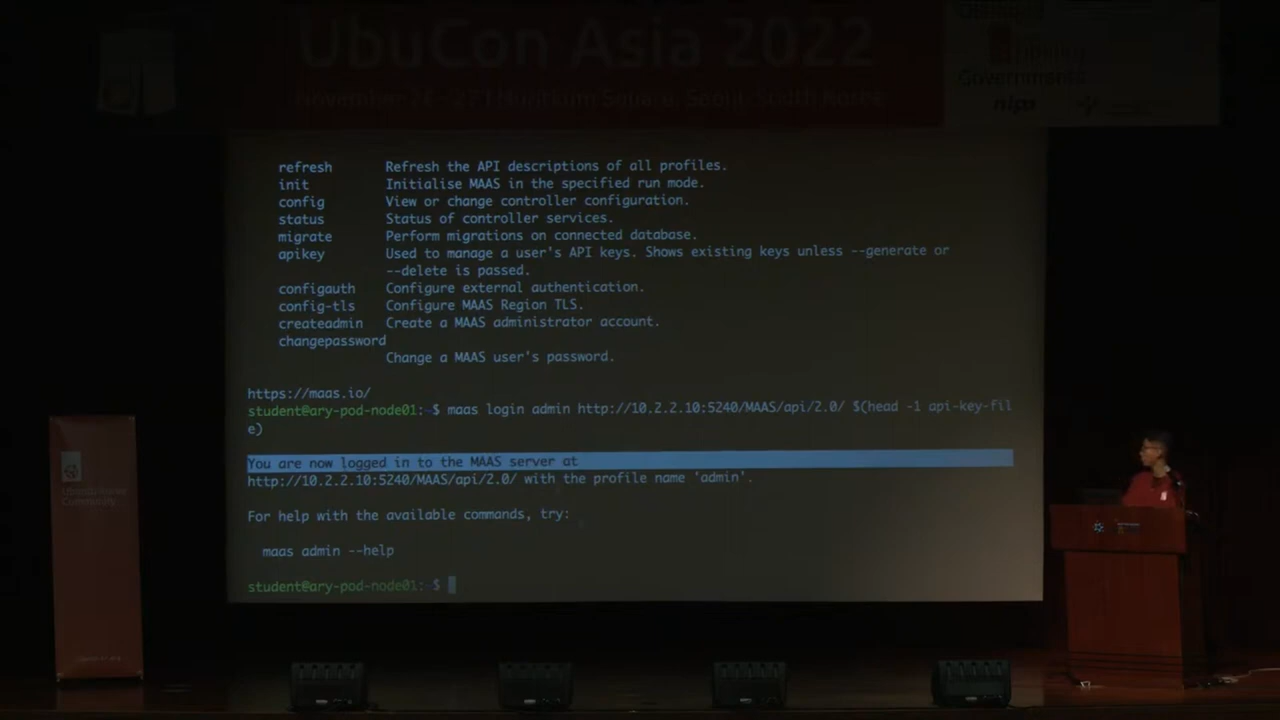 UbuCon Asia 2022
Governments
nipa
refresh Refresh the API descriptions of all profiles.
init Initialise MAAS in the specified run mode.
config View or change controller configuration.
status Status of controller services.
migrate Perform migrations on connected database.
apikey Used to manage a user's API keys. Shows existing keys unless --generate or
--delete is passed.
configauth Configure external authentication.
config-tls Configure MAAS Region TLS.
createadmin Create a MAAS administrator account.
changepassword
Change a MAAS user's password.
https://maas.io/
student@ary-pod-node01:~$ maas login admin http://10.2.2.10:5240/MAAS/api/2.0/ $(head -1 api-key-fil
e)
You are now logged in to the MAAS server at
http://10.2.2.10:5240/MAAS/api/2.0/ with the profile name 'admin'.
For help with the available commands, try:
maas admin --help
student@ary-pod-node01:~$
Community